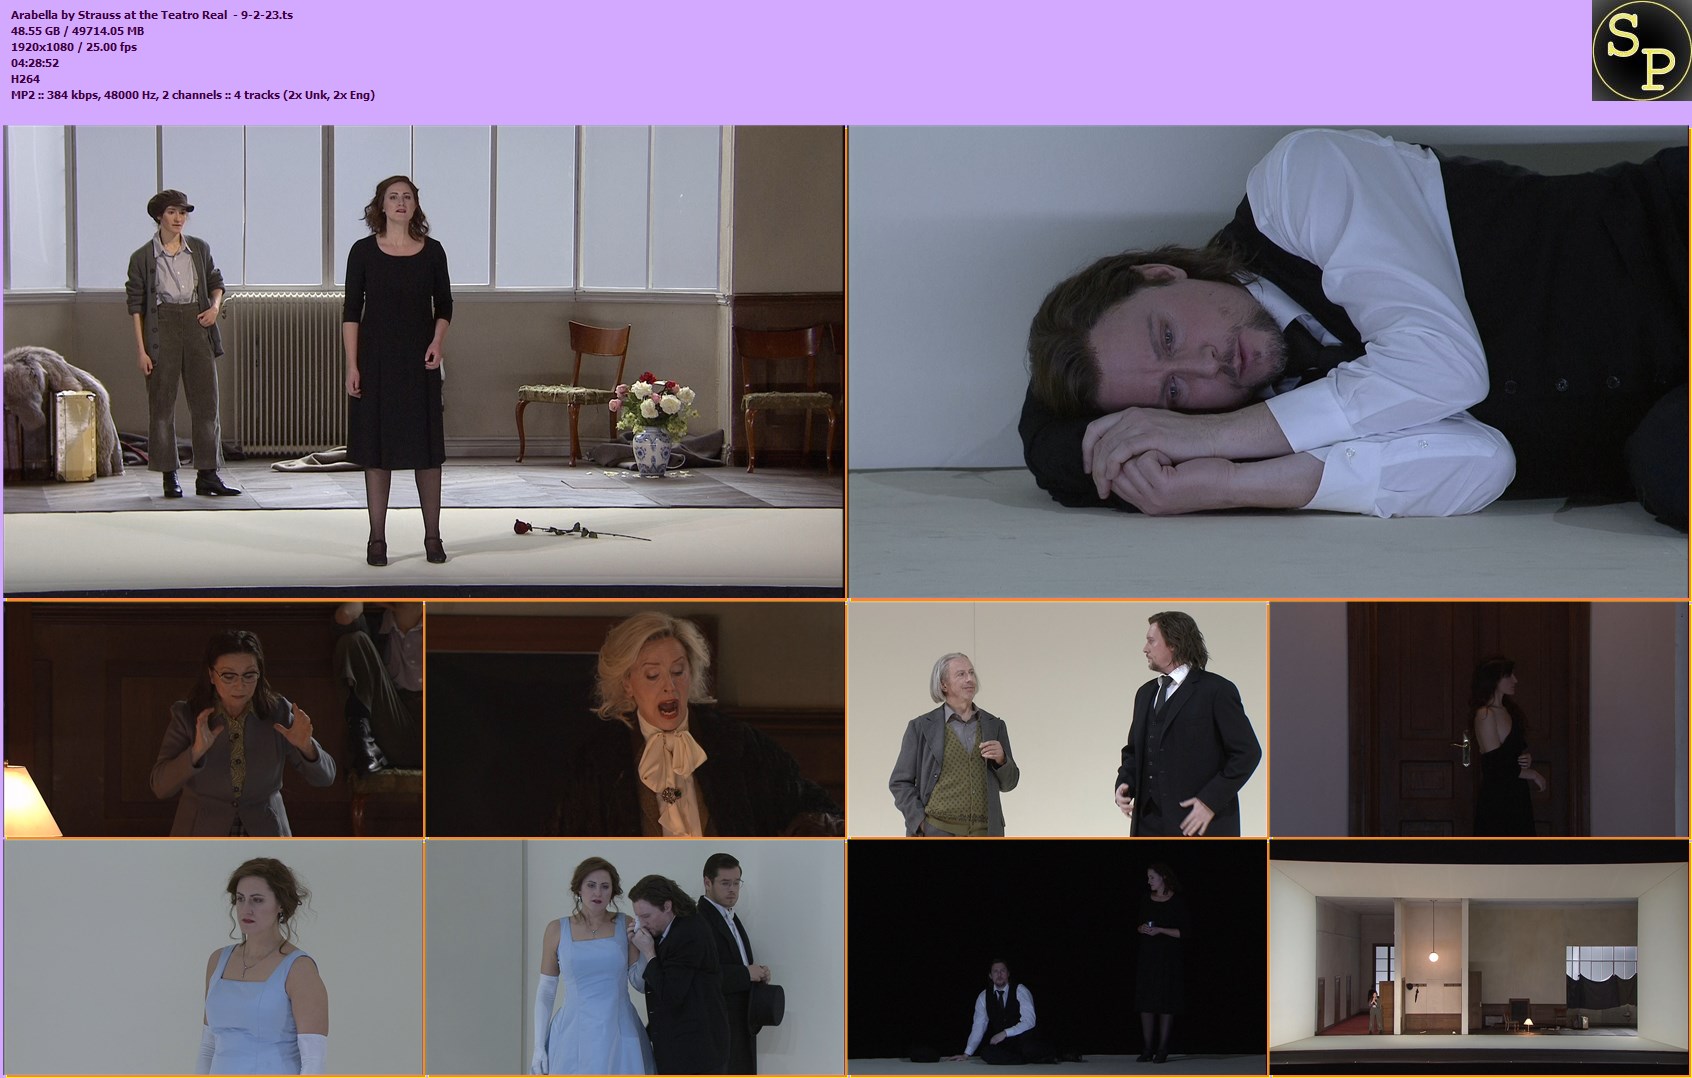 Arabella by Strauss at the Teatro Real - 9-2-23.ts
48.55 GB / 49714.05 MB
1920x1080 / 25.00 fps
04:28:52
H264
MP2 :: 384 kbps, 48000 Hz, 2 channels :: 4 tracks (2x Unk, 2x Eng)
SP